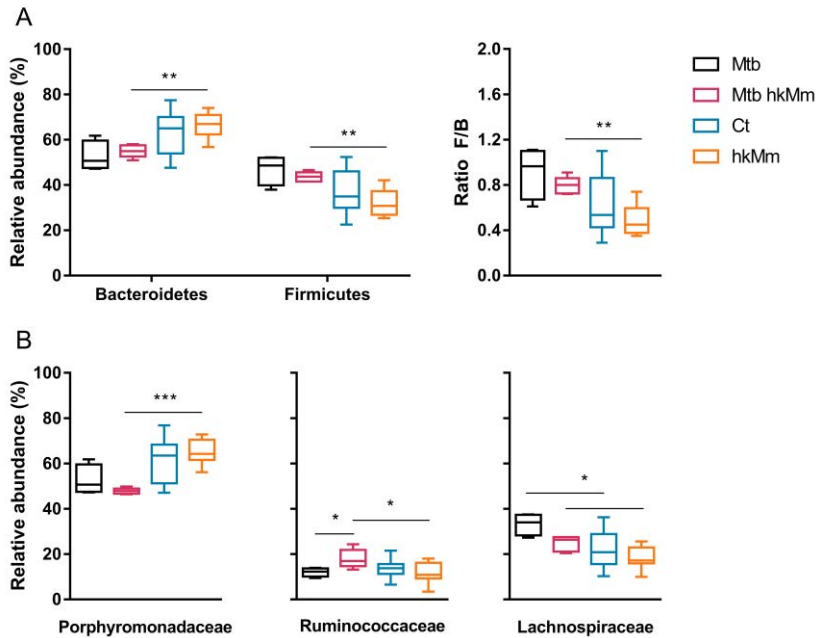 A
Relative abundance (%)
100
80
60
40
20
0
**
**
Bacteroidetes
Firmicutes
Ratio F/B
2.0
1.6
1.2
0.8
0.4
0.0
**
Mtb
Mtb hkMm
Ct
hkMm
B
Relative abundance (%)
100
80
60
40
20
0
***
*
*
*
Porphyromonadaceae
Ruminococcaceae
Lachnospiraceae